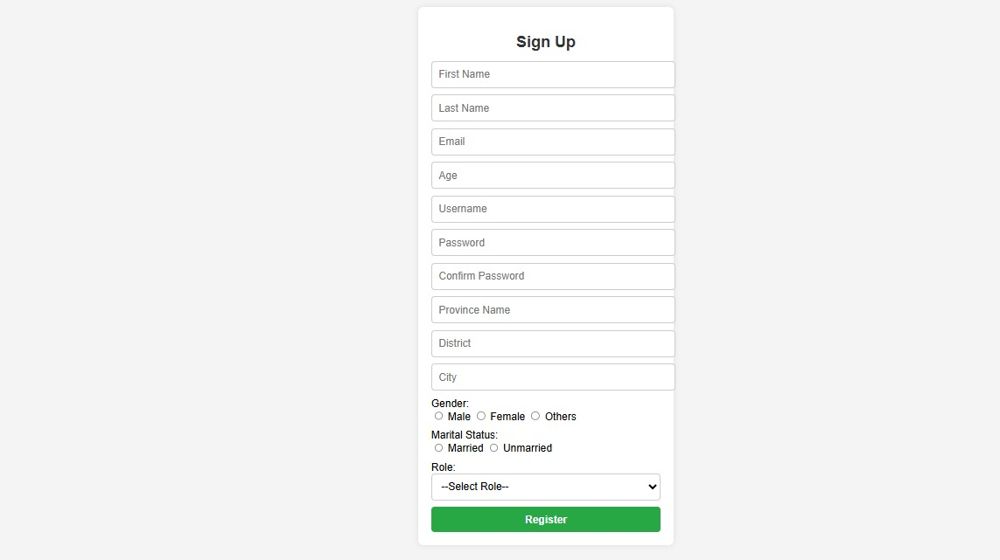 Sign Up
First Name
Last Name
Email
Age
Username
Password
Confirm Password
Province Name
District
City
Gender:
Male Female Others
Marital Status:
Married Unmarried
Role:
--Select Role--
Register